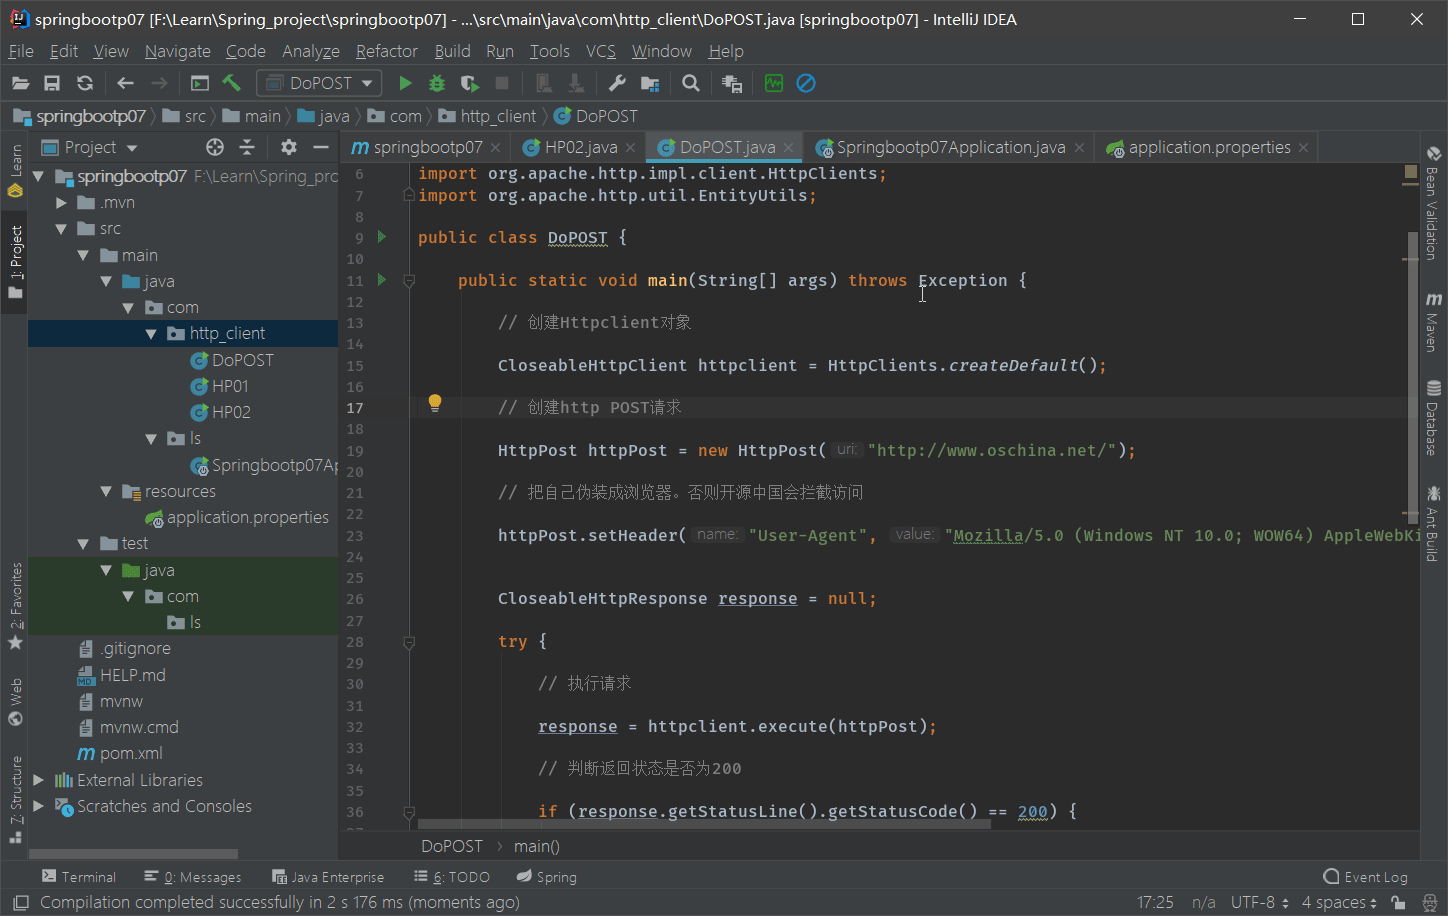 springbootp07 [F:\Learn\Spring_project\springbootp07] - ...\src\main\java\com\http_client\DoPOST.java [springbootp07] - IntelliJ IDEA
File Edit View Navigate Code Analyze Refactor Build Run Tools VCS Window Help
DoPOST
springbootp07 src main java com http_client DoPOST
Learn
1: Project
2: Favorites
Web
7: Structure
Project
springbootp07 F:\Learn\Spring_pro
.mvn
src
main
java
com
http_client
DoPOST
HP01
HP02
ls
Springbootp07Ap
resources
application.properties
test
java
com
ls
.gitignore
HELP.md
mvnw
mvnw.cmd
pom.xml
External Libraries
Scratches and Consoles
springbootp07 HP02.java DoPOST.java Springbootp07Application.java application.properties
6 import org.apache.http.impl.client.HttpClients;
7 import org.apache.http.util.EntityUtils;
8
9 public class DoPOST {
10
11 public static void main(String[] args) throws Exception {
12
13 // 创建Httpclient对象
14
15 CloseableHttpClient httpclient = HttpClients.createDefault();
16
17 // 创建http POST请求
18
19 HttpPost httpPost = new HttpPost( uri: "http://www.oschina.net/");
20
21 // 把自己伪装成浏览器。否则开源中国会拦截访问
22
23 httpPost.setHeader( name: "User-Agent", value: "Mozilla/5.0 (Windows NT 10.0; WOW64) AppleWebKi
24
25
26 CloseableHttpResponse response = null;
27
28 try {
29
30 // 执行请求
31
32 response = httpclient.execute(httpPost);
33
34 // 判断返回状态是否为200
35
36 if (response.getStatusLine().getStatusCode() == 200) {
DoPOST main()
Bean Validation
Maven
Database
Ant Build
Terminal 0: Messages Java Enterprise 6: TODO Spring Event Log
Compilation completed successfully in 2 s 176 ms (moments ago) 17:25 n/a UTF-8 4 spaces